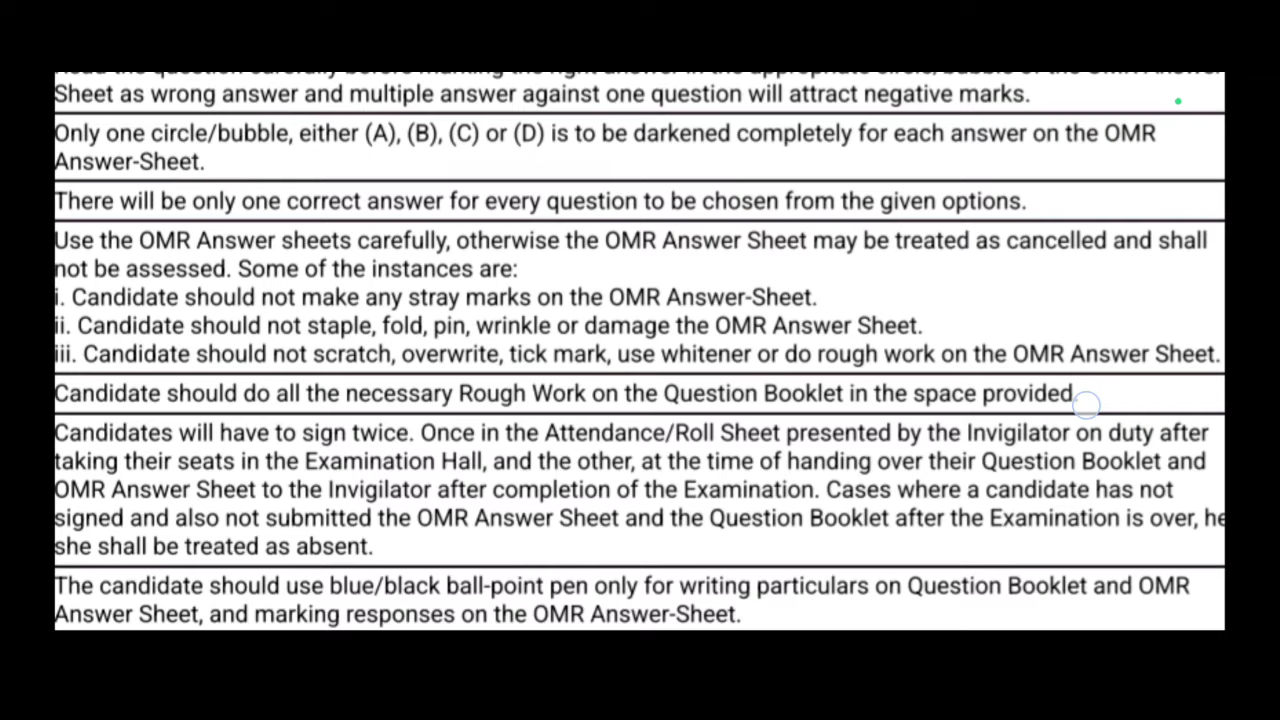 Sheet as wrong answer and multiple answer against one question will attract negative marks.
Only one circle/bubble, either (A), (B), (C) or (D) is to be darkened completely for each answer on the OMR
Answer-Sheet.
There will be only one correct answer for every question to be chosen from the given options.
Use the OMR Answer sheets carefully, otherwise the OMR Answer Sheet may be treated as cancelled and shall
not be assessed. Some of the instances are:
i. Candidate should not make any stray marks on the OMR Answer-Sheet.
ii. Candidate should not staple, fold, pin, wrinkle or damage the OMR Answer Sheet.
iii. Candidate should not scratch, overwrite, tick mark, use whitener or do rough work on the OMR Answer Sheet.
Candidate should do all the necessary Rough Work on the Question Booklet in the space provided.
Candidates will have to sign twice. Once in the Attendance/Roll Sheet presented by the Invigilator on duty after
taking their seats in the Examination Hall, and the other, at the time of handing over their Question Booklet and
OMR Answer Sheet to the Invigilator after completion of the Examination. Cases where a candidate has not
signed and also not submitted the OMR Answer Sheet and the Question Booklet after the Examination is over, he
she shall be treated as absent.
The candidate should use blue/black ball-point pen only for writing particulars on Question Booklet and OMR
Answer Sheet, and marking responses on the OMR Answer-Sheet.